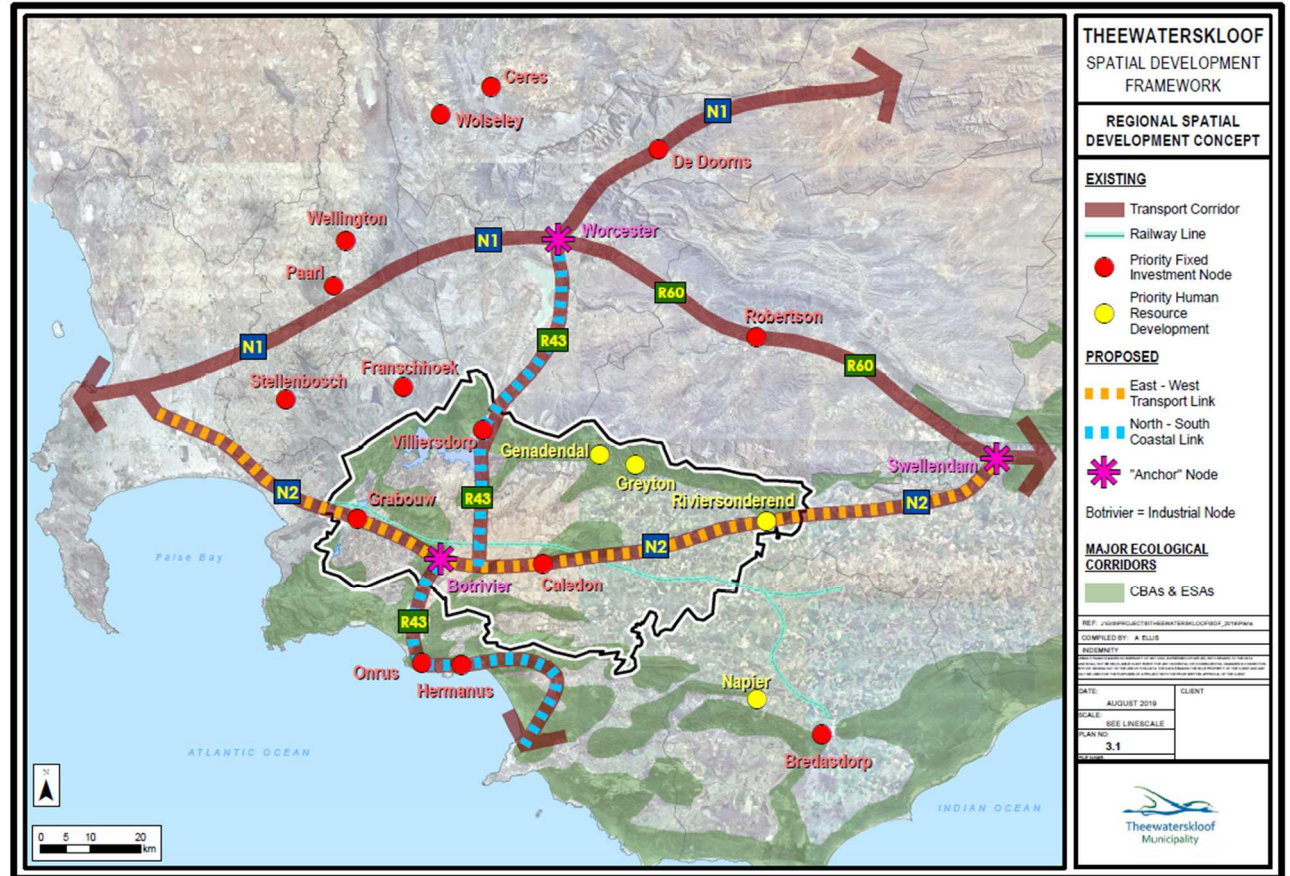 Ceres
Wolseley
N1
De Doorns
Wellington
Worcester
N1
Paarl
R60
Robertson
N1
R43
R60
Franschhoek
Stellenbosch
Villiersdorp
Genadendal
Greyton
Swellendam
N2
Grabouw
R43
Riviersonderend
N2
False Bay
N2
Botrivier
Caledon
R43
Onrus
Hermanus
Napier
Bredasdorp
ATLANTIC OCEAN
INDIAN OCEAN
N
0 5 10 20
km
THEEWATERSKLOOF
SPATIAL DEVELOPMENT
FRAMEWORK
REGIONAL SPATIAL
DEVELOPMENT CONCEPT
EXISTING
Transport Corridor
Railway Line
Priority Fixed
Investment Node
Priority Human
Resource
Development
PROPOSED
East - West
Transport Link
North - South
Coastal Link
"Anchor" Node
Botrivier = Industrial Node
MAJOR ECOLOGICAL
CORRIDORS
CBAs & ESAs
REF:
COMPILED BY: A ELLIS
INDEMNITY
DATE:
AUGUST 2019
CLIENT
SCALE:
SEE LINESCALE
PLAN NO:
3.1
Theewaterskloof
Municipality